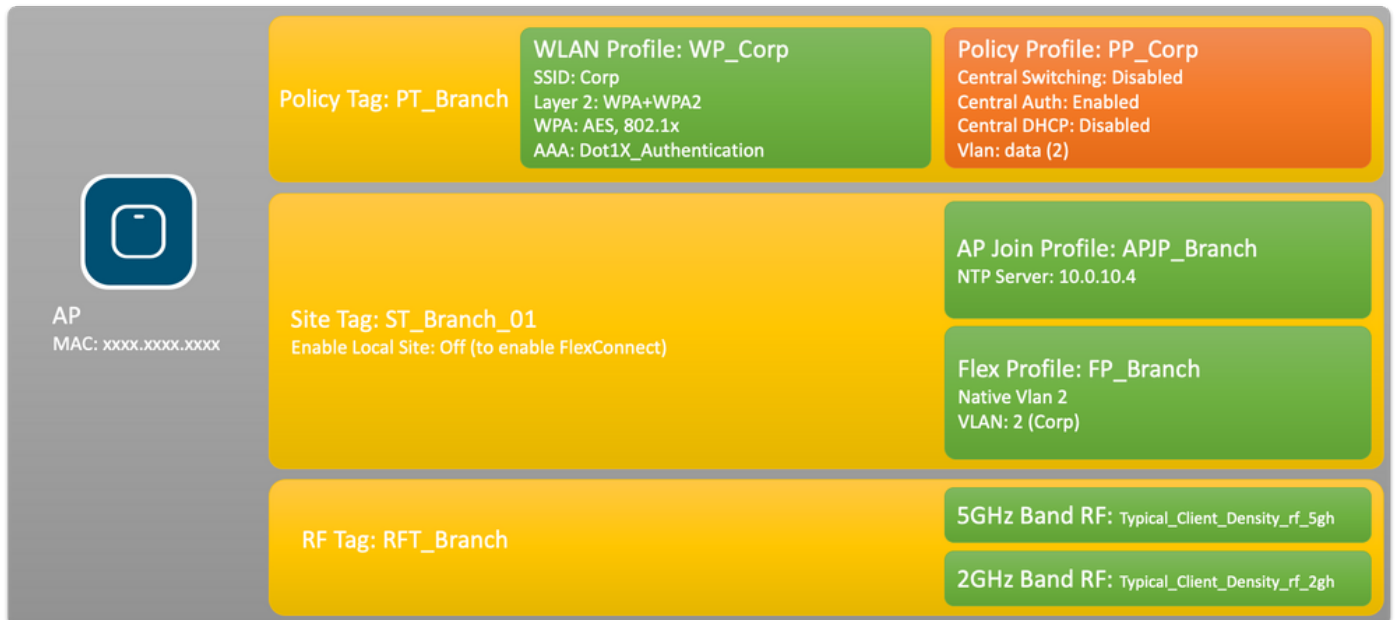 Policy Tag: PT_Branch
WLAN Profile: WP_Corp
SSID: Corp
Layer 2: WPA+WPA2
WPA: AES, 802.1x
AAA: Dot1X_Authentication
Policy Profile: PP_Corp
Central Switching: Disabled
Central Auth: Enabled
Central DHCP: Disabled
Vlan: data (2)
AP
MAC: xxxx.xxxx.xxxx
Site Tag: ST_Branch_01
Enable Local Site: Off (to enable FlexConnect)
AP Join Profile: APJP_Branch
NTP Server: 10.0.10.4
Flex Profile: FP_Branch
Native Vlan 2
VLAN: 2 (Corp)
RF Tag: RFT_Branch
5GHz Band RF: Typical_Client_Density_rf_5gh
2GHz Band RF: Typical_Client_Density_rf_2gh